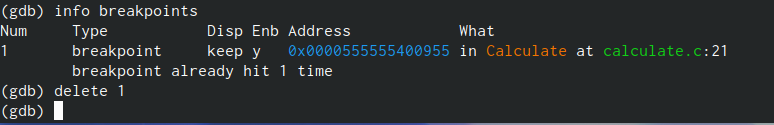 (gdb) info breakpoints
Num     Type           Disp Enb Address            What
1       breakpoint     keep y   0x0000555555400955 in Calculate at calculate.c:21
        breakpoint already hit 1 time
(gdb) delete 1
(gdb)